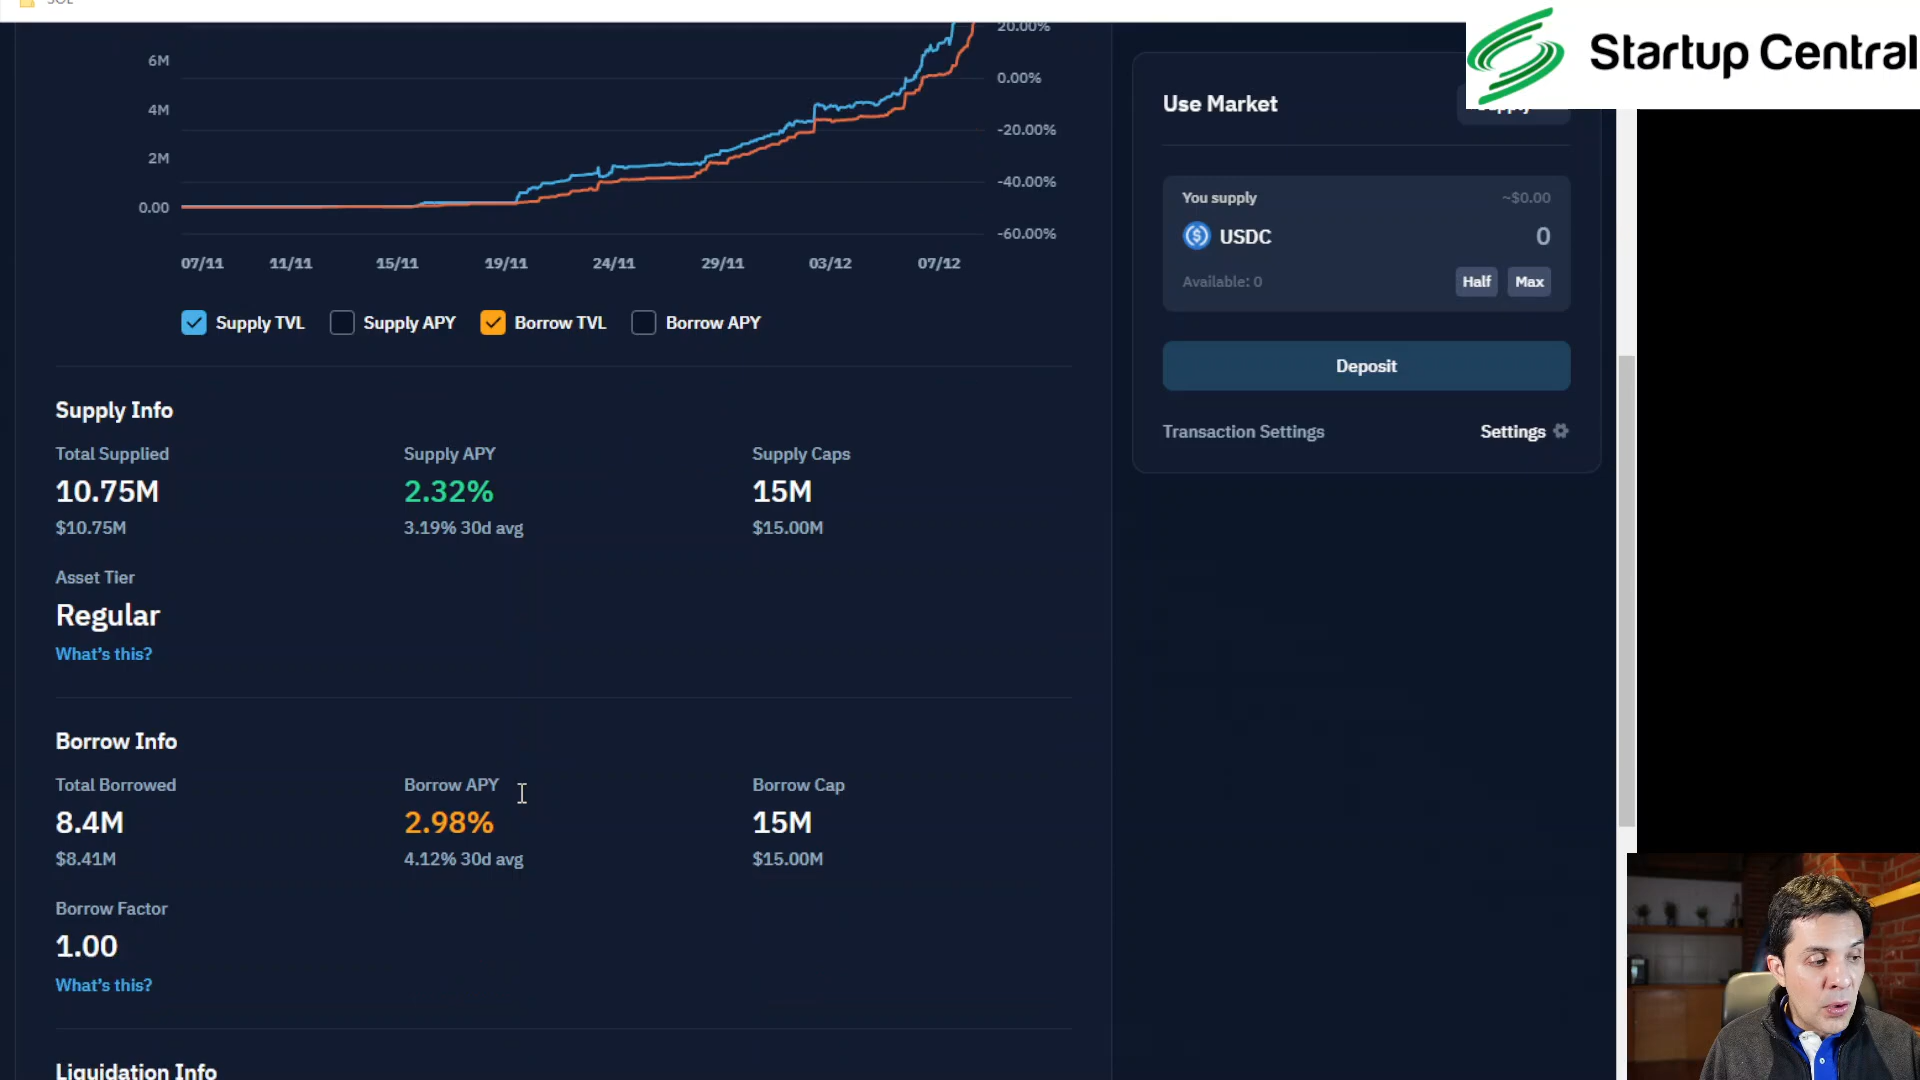 Startup Central
20.00%
6M
0.00%
4M
-20.00%
2M
-40.00%
0.00
-60.00%
07/11 11/11 15/11 19/11 24/11 29/11 03/12 07/12
Supply TVL Supply APY Borrow TVL Borrow APY
Supply Info
Total Supplied Supply APY Supply Caps
10.75M 2.32% 15M
$10.75M 3.19% 30d avg $15.00M
Asset Tier
Regular
What's this?
Borrow Info
Total Borrowed Borrow APY Borrow Cap
8.4M 2.98% 15M
$8.41M 4.12% 30d avg $15.00M
Borrow Factor
1.00
What's this?
Liquidation Info
Use Market
You supply ~$0.00
USDC 0
Available: 0 Half Max
Deposit
Transaction Settings Settings